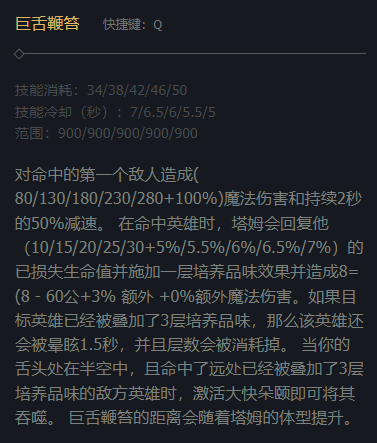 巨舌鞭笞 快捷键：Q
技能消耗：34/38/42/46/50
技能冷却（秒）：7/6.5/6/5.5/5
范围：900/900/900/900/900
对命中的第一个敌人造成(
80/130/180/230/280+100%)魔法伤害和持续2秒
的50%减速。 在命中英雄时，塔姆会回复他
（10/15/20/25/30+5%/5.5%/6%/6.5%/7%）的
已损失生命值并施加一层培养品味效果并造成8=
(8 - 60公+3% 额外 +0%额外魔法伤害。如果目
标英雄已经被叠加了3层培养品味，那么该英雄还
会被晕眩1.5秒，并且层数会被消耗掉。 当你的
舌头处在半空中，且命中了远处已经被叠加了3层
培养品味的敌方英雄时，激活大快朵颐即可将其
吞噬。 巨舌鞭笞的距离会随着塔姆的体型提升。